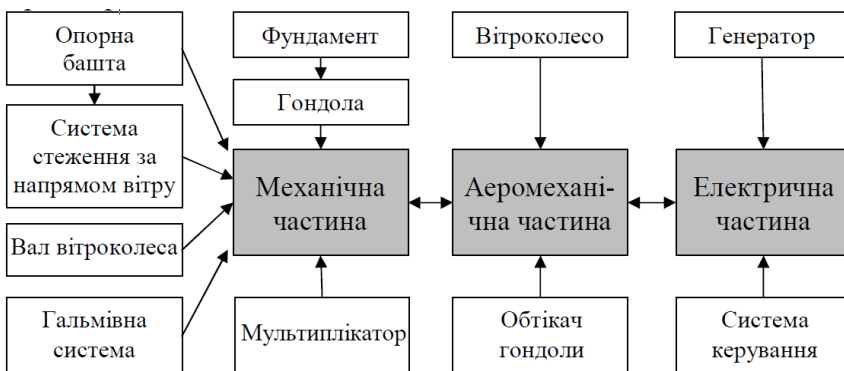 Опорна
башта
Фундамент
Вітроколесо
Генератор
Гондола
Система
стеження за
напрямом вітру
Механічна
частина
Аеромехані-
чна частина
Електрична
частина
Вал вітроколеса
Гальмівна
система
Мультиплікатор
Обтікач
гондоли
Система
керування